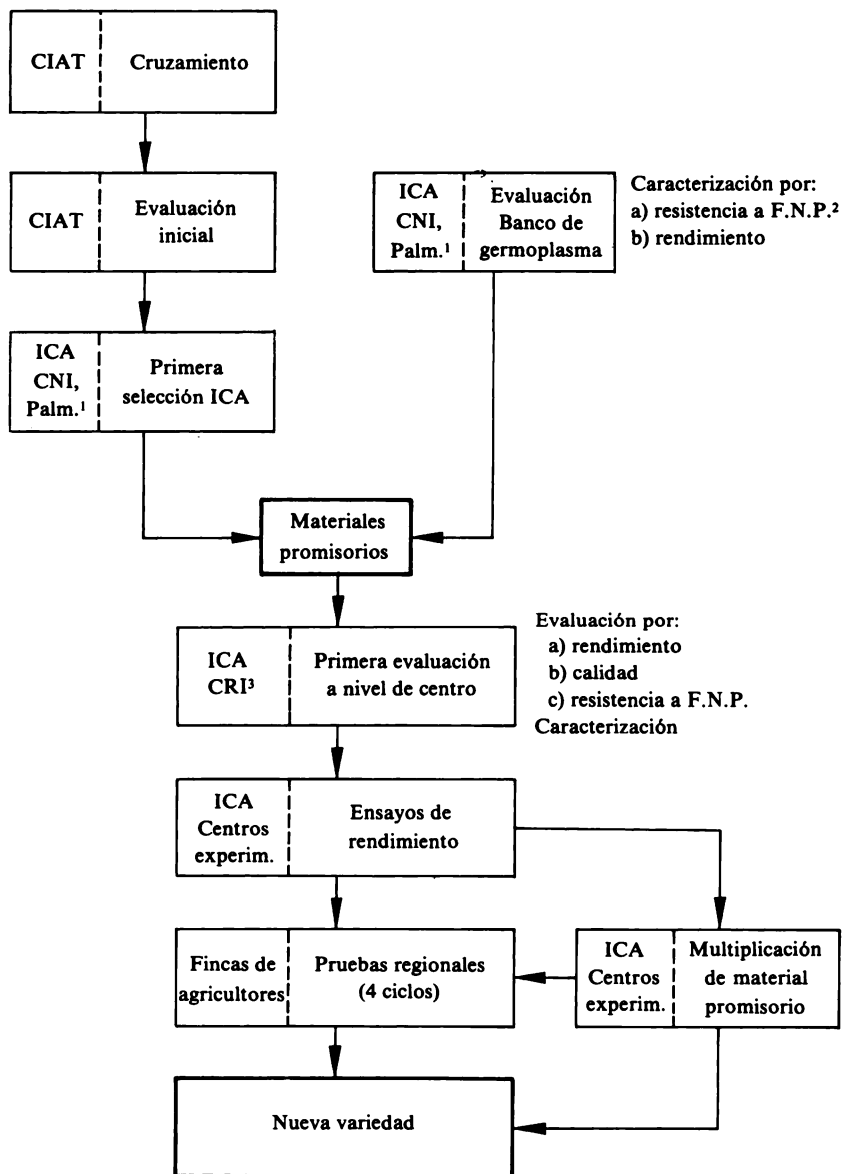 CIAT Cruzamiento
CIAT Evaluación
inicial
ICA
CNI,
Palm.¹
Evaluación
Banco de
germoplasma
Caracterización por:
a) resistencia a F.N.P.²
b) rendimiento
ICA
CNI,
Palm.¹
Primera
selección ICA
Materiales
promisorios
ICA
CRI³
Primera evaluación
a nivel de centro
Evaluación por:
a) rendimiento
b) calidad
c) resistencia a F.N.P.
Caracterización
ICA
Centros
experim.
Ensayos de
rendimiento
Fincas de
agricultores
Pruebas regionales
(4 ciclos)
ICA
Centros
experim.
Multiplicación
de material
promisorio
Nueva variedad